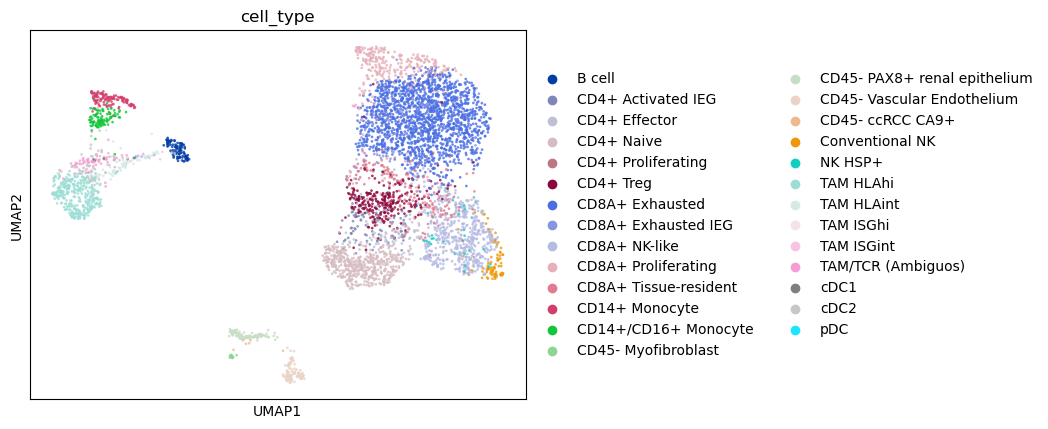 cell_type
UMAP2
UMAP1
B cell
CD4+ Activated IEG
CD4+ Effector
CD4+ Naive
CD4+ Proliferating
CD4+ Treg
CD8A+ Exhausted
CD8A+ Exhausted IEG
CD8A+ NK-like
CD8A+ Proliferating
CD8A+ Tissue-resident
CD14+ Monocyte
CD14+/CD16+ Monocyte
CD45- Myofibroblast
CD45- PAX8+ renal epithelium
CD45- Vascular Endothelium
CD45- ccRCC CA9+
Conventional NK
NK HSP+
TAM HLAhi
TAM HLAint
TAM ISGhi
TAM ISGint
TAM/TCR (Ambiguos)
cDC1
cDC2
pDC